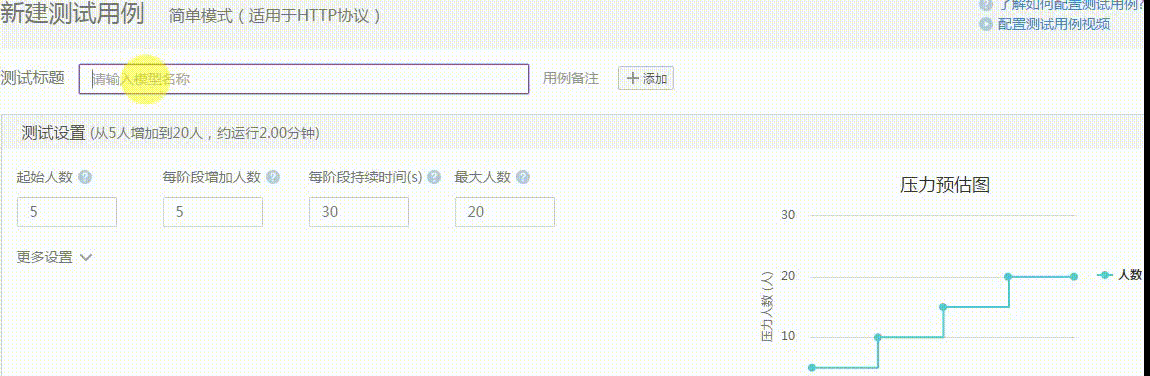 新建测试用例 简单模式（适用于HTTP协议）
了解如何配置测试用例?
配置测试用例视频
测试标题 请输入模型名称 用例备注 添加
测试设置 (从5人增加到20人，约运行2.00分钟)
起始人数 ? 每阶段增加人数 ? 每阶段持续时间(s) ? 最大人数 ?
5 5 30 20
更多设置
压力预估图
30
20
10
压力人数 (人)
人数